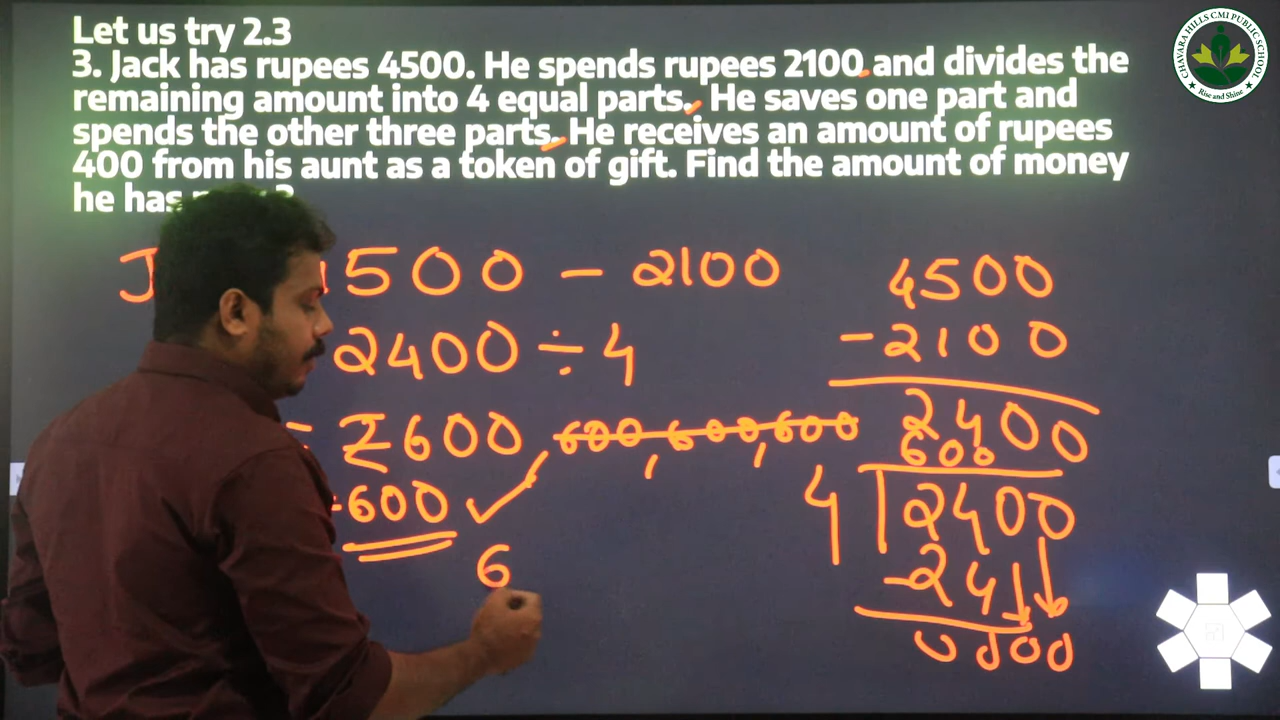 Let us try 2.3
3. Jack has rupees 4500. He spends rupees 2100 and divides the
remaining amount into 4 equal parts. He saves one part and
spends the other three parts. He receives an amount of rupees
400 from his aunt as a token of gift. Find the amount of money
he has
CHAVARA HILLS CMI PUBLIC SCHOOL
Rise and Shine
J 4500 - 2100
2400 ÷ 4
= ₹600 600, 600, 600
600 ✓
6
4500
-2100
2400
600
4 2400
-24
0000